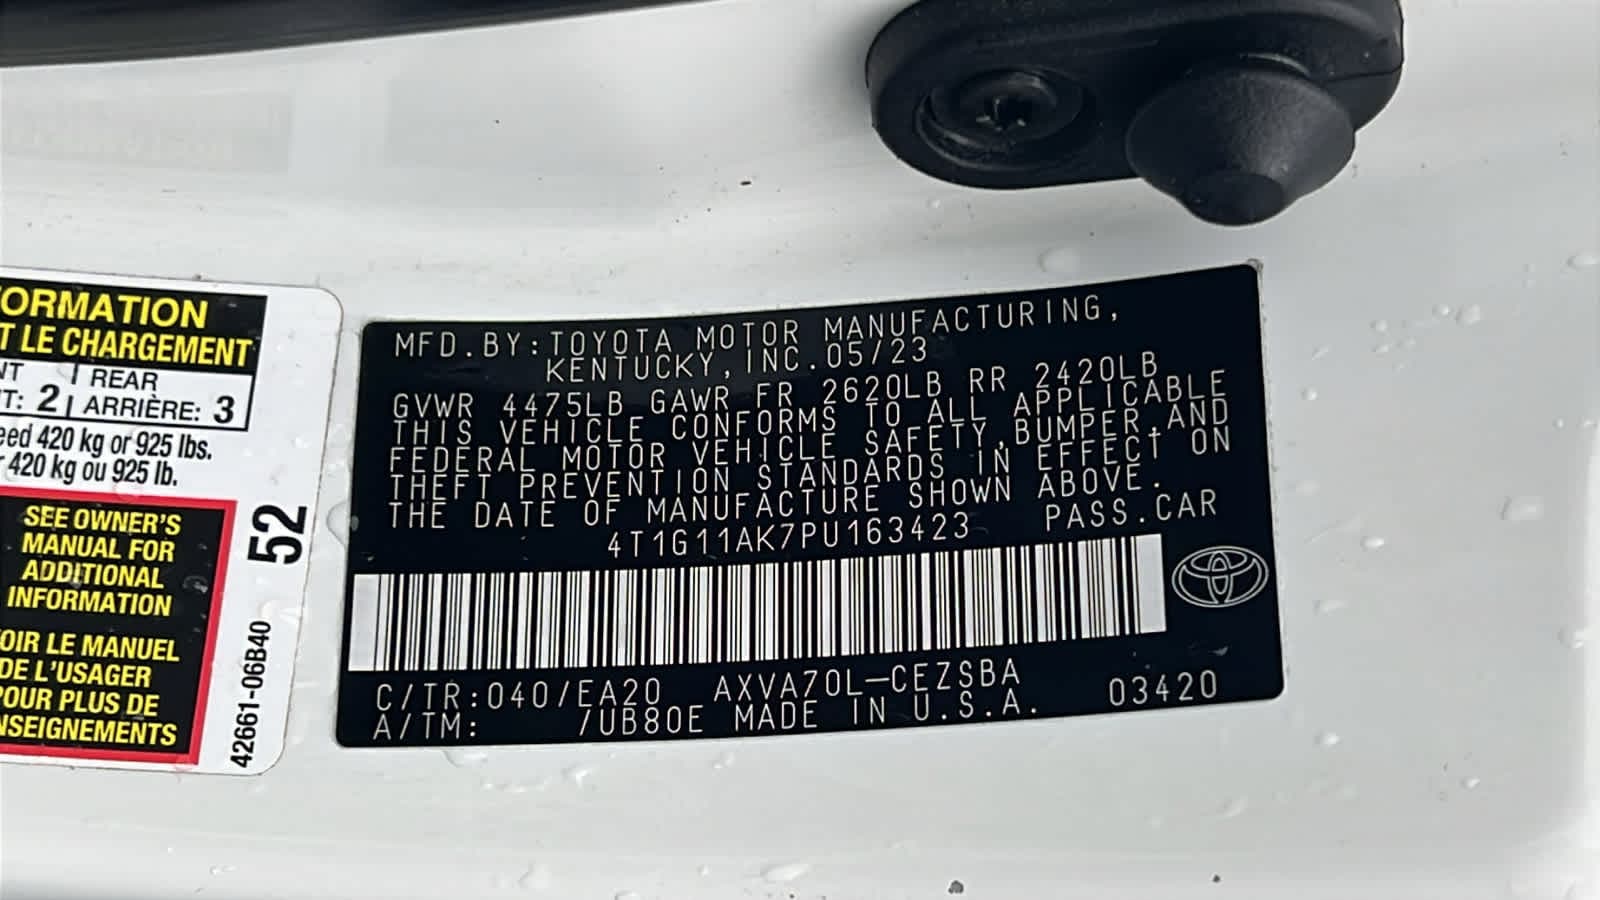 ORMATION
T LE CHARGEMENT
NT REAR
T: 2 ARRIÈRE: 3
eed 420 kg or 925 lbs.
420 kg ou 925 lb.
SEE OWNER'S
MANUAL FOR
ADDITIONAL
INFORMATION
OIR LE MANUEL
DE L'USAGER
POUR PLUS DE
NSEIGNEMENTS
52
42661-06B40
MFD.BY:TOYOTA MOTOR MANUFACTURING,
KENTUCKY,INC.05/23
GVWR 4475LB GAWR FR 2620LB RR 2420LB
THIS VEHICLE CONFORMS TO ALL APPLICABLE
FEDERAL MOTOR VEHICLE SAFETY,BUMPER,AND
THEFT PREVENTION STANDARDS IN EFFECT ON
THE DATE OF MANUFACTURE SHOWN ABOVE.
4T1G11AK7PU163423 PASS.CAR
C/TR:040/EA20 AXVA70L-CEZSBA 03420
A/TM: /UB80E MADE IN U.S.A.